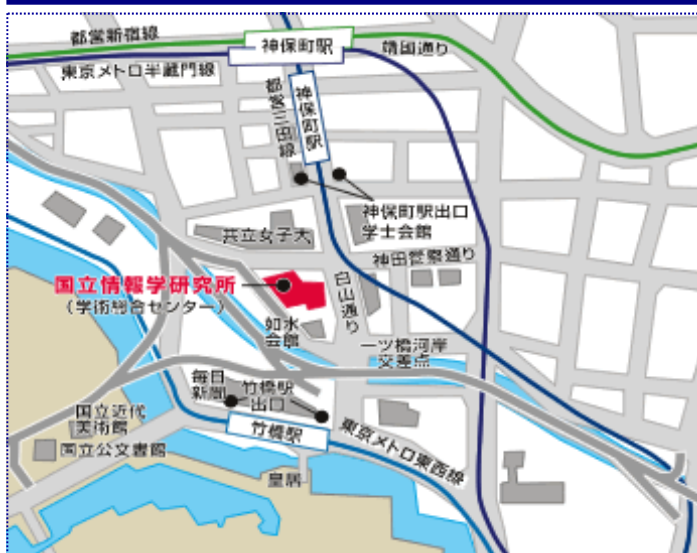 都営新宿線
神保町駅
靖国通り
東京メトロ半蔵門線
都営三田線
神保町駅
神保町駅出口
学士会館
共立女子大
神田警察通り
国立情報学研究所
(学術総合センター)
白山通り
如水
会館
一ツ橋河岸
交差点
毎日
新聞
竹橋駅
出口
国立近代
美術館
竹橋駅
東京メトロ東西線
国立公文書館
皇居